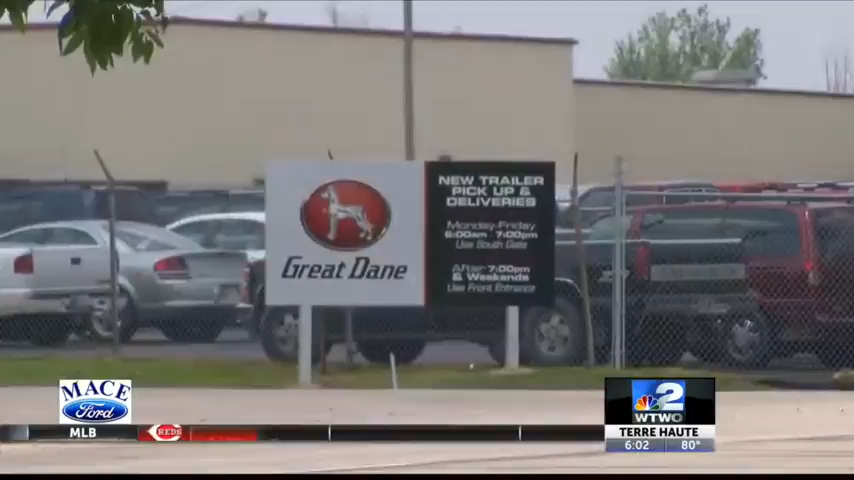 Great Dane
NEW TRAILER
PICK UP &
DELIVERIES
Monday-Friday
6:00am - 7:00pm
Use South Gate
After 7:00pm
& Weekends
Use Front Entrance
MACE
Ford
MLB
REDS
2
WTWO
TERRE HAUTE
6:02 80°